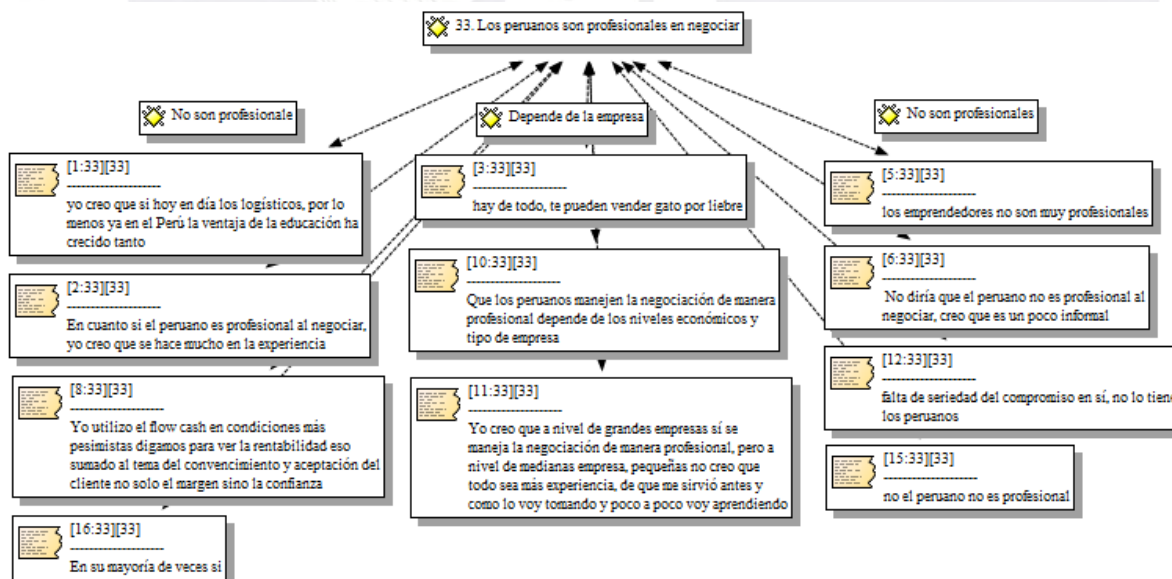 33. Los peruanos son profesionales en negociar
No son profesionale
[1:33][33]
--------------------
yo creo que si hoy en día los logísticos, por lo
menos ya en el Perú la ventaja de la educación ha
crecido tanto
[2:33][33]
--------------------
En cuanto si el peruano es profesional al negociar,
yo creo que se hace mucho en la experiencia
[8:33][33]
--------------------
Yo utilizo el flow cash en condiciones más
pesimistas digamos para ver la rentabilidad eso
sumado al tema del convencimiento y aceptación del
cliente no solo el margen sino la confianza
[16:33][33]
--------------------
En su mayoría de veces si
Depende de la empresa
[3:33][33]
--------------------
hay de todo, te pueden vender gato por liebre
[10:33][33]
--------------------
Que los peruanos manejen la negociación de manera
profesional depende de los niveles económicos y
tipo de empresa
[11:33][33]
--------------------
Yo creo que a nivel de grandes empresas sí se
maneja la negociación de manera profesional, pero a
nivel de medianas empresa, pequeñas no creo que
todo sea más experiencia, de que me sirvió antes y
como lo voy tomando y poco a poco voy aprendiendo
No son profesionales
[5:33][33]
--------------------
los emprendedores no son muy profesionales
[6:33][33]
--------------------
No diría que el peruano no es profesional al
negociar, creo que es un poco informal
[12:33][33]
--------------------
falta de seriedad del compromiso en sí, no lo tiene
los peruanos
[15:33][33]
--------------------
no el peruano no es profesional